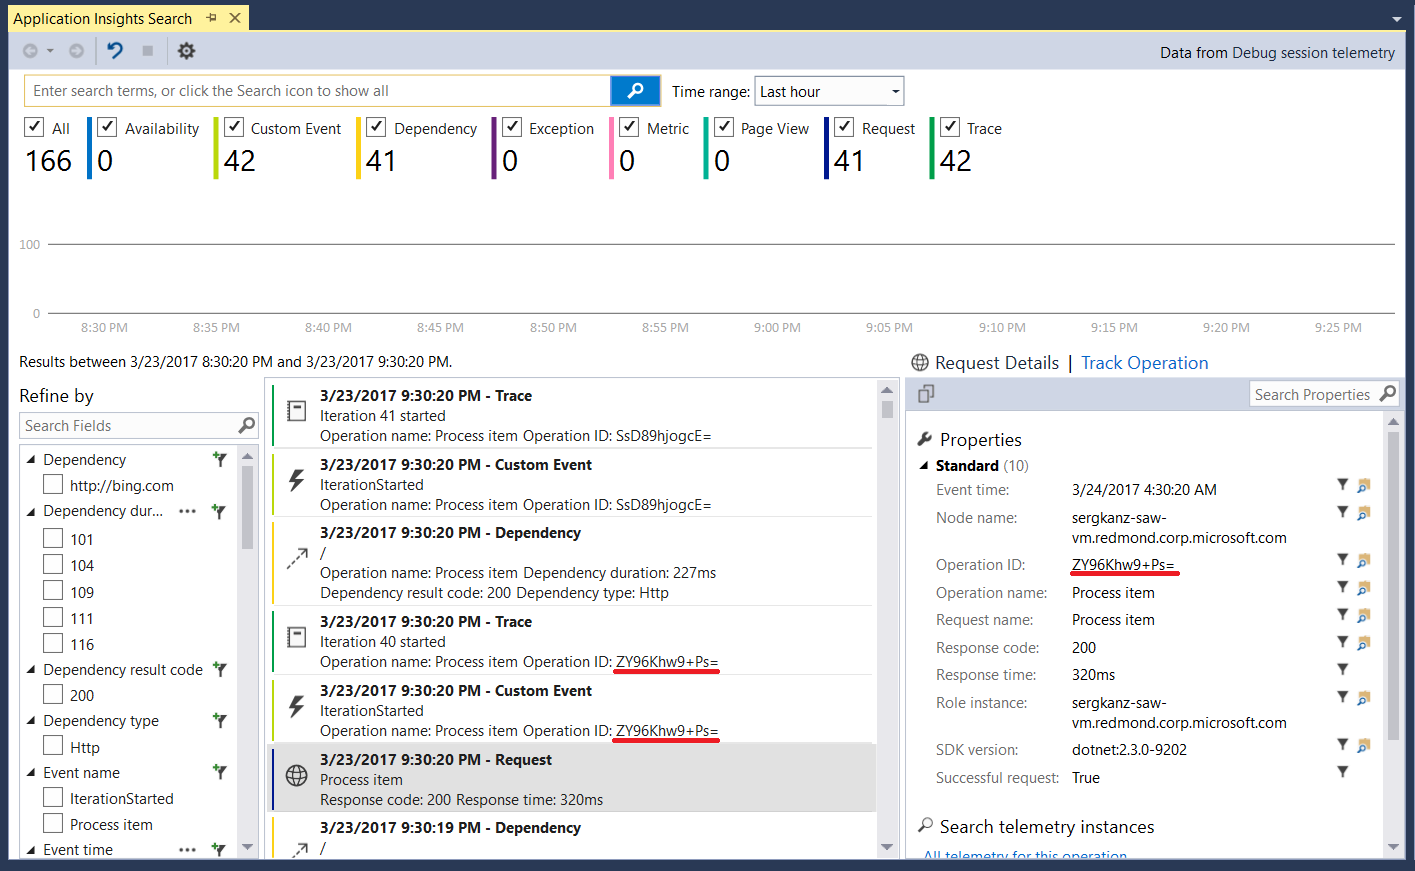 Application Insights Search
Data from Debug session telemetry
Enter search terms, or click the Search icon to show all
Time range: Last hour
All Availability Custom Event Dependency Exception Metric Page View Request Trace
166 0 42 41 0 0 0 41 42
100
0
8:30 PM 8:35 PM 8:40 PM 8:45 PM 8:50 PM 8:55 PM 9:00 PM 9:05 PM 9:10 PM 9:15 PM 9:20 PM 9:25 PM
Results between 3/23/2017 8:30:20 PM and 3/23/2017 9:30:20 PM.
Refine by
Search Fields
Dependency
http://bing.com
Dependency dur... •••
101
104
109
111
116
Dependency result code
200
Dependency type
Http
Event name
IterationStarted
Process item
Event time •••
3/23/2017 9:30:20 PM - Trace
Iteration 41 started
Operation name: Process item Operation ID: SsD89hjogcE=
3/23/2017 9:30:20 PM - Custom Event
IterationStarted
Operation name: Process item Operation ID: SsD89hjogcE=
3/23/2017 9:30:20 PM - Dependency
/
Operation name: Process item Dependency duration: 227ms
Dependency result code: 200 Dependency type: Http
3/23/2017 9:30:20 PM - Trace
Iteration 40 started
Operation name: Process item Operation ID: ZY96Khw9+Ps=
3/23/2017 9:30:20 PM - Custom Event
IterationStarted
Operation name: Process item Operation ID: ZY96Khw9+Ps=
3/23/2017 9:30:20 PM - Request
Process item
Response code: 200 Response time: 320ms
3/23/2017 9:30:19 PM - Dependency
/
Request Details | Track Operation
Search Properties
Properties
Standard (10)
Event time: 3/24/2017 4:30:20 AM
Node name: sergkanz-saw-
vm.redmond.corp.microsoft.com
Operation ID: ZY96Khw9+Ps=
Operation name: Process item
Request name: Process item
Response code: 200
Response time: 320ms
Role instance: sergkanz-saw-
vm.redmond.corp.microsoft.com
SDK version: dotnet:2.3.0-9202
Successful request: True
Search telemetry instances
All telemetry for this operation